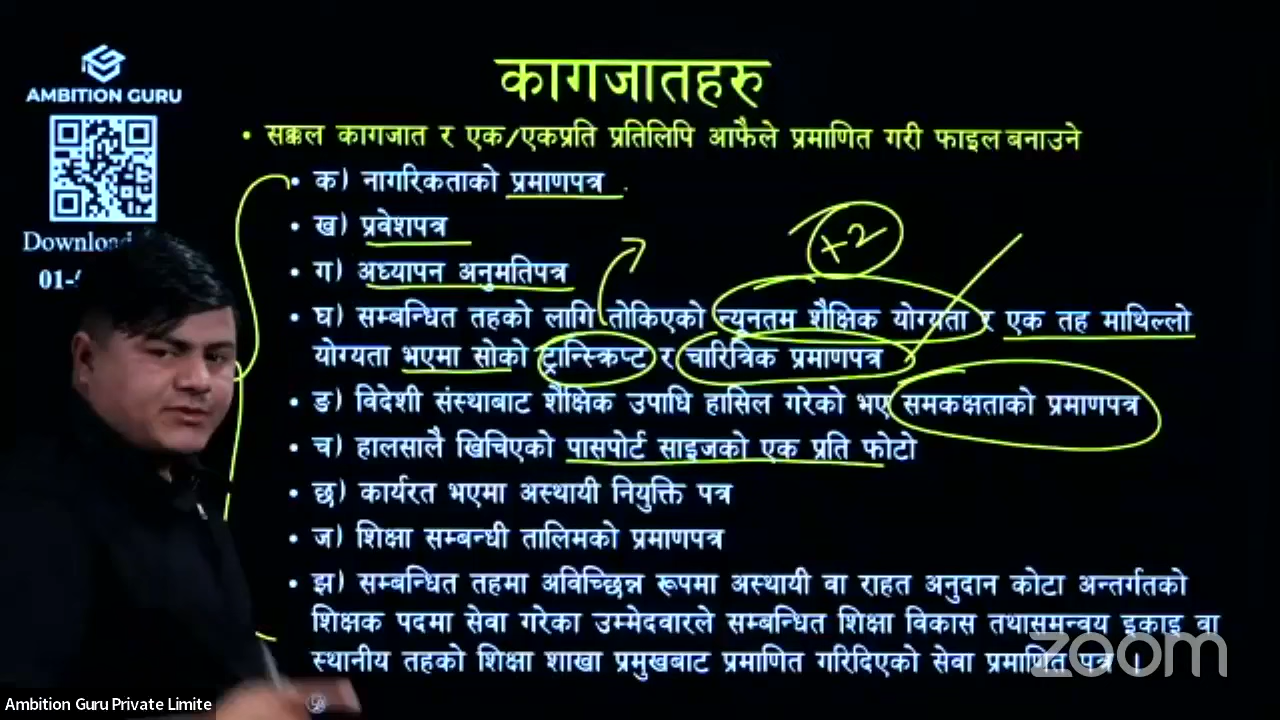 AMBITION GURU
Download
01-
कागजातहरु
• सक्कल कागजात र एक/एकप्रति प्रतिलिपि आफैले प्रमाणित गरी फाइल बनाउने
• क) नागरिकताको प्रमाणपत्र
• ख) प्रवेशपत्र
+2
• ग) अध्यापन अनुमतिपत्र
• घ) सम्बन्धित तहको लागि तोकिएको न्यूनतम शैक्षिक योग्यता र एक तह माथिल्लो
योग्यता भएमा सोको ट्रान्स्क्रिप्ट र चारित्रिक प्रमाणपत्र
• ङ) विदेशी संस्थाबाट शैक्षिक उपाधि हासिल गरेको भए समकक्षताको प्रमाणपत्र
• च) हालसालै खिचिएको पासपोर्ट साइजको एक प्रति फोटो
• छ) कार्यरत भएमा अस्थायी नियुक्ति पत्र
• ज) शिक्षा सम्बन्धी तालिमको प्रमाणपत्र
• झ) सम्बन्धित तहमा अविच्छिन्न रूपमा अस्थायी वा राहत अनुदान कोटा अन्तर्गतको
शिक्षक पदमा सेवा गरेका उम्मेदवारले सम्बन्धित शिक्षा विकास तथासमन्वय इकाइ वा
स्थानीय तहको शिक्षा शाखा प्रमुखबाट प्रमाणित गरिदिएको सेवा प्रमाणित पत्र ।
zoom
Ambition Guru Private Limite